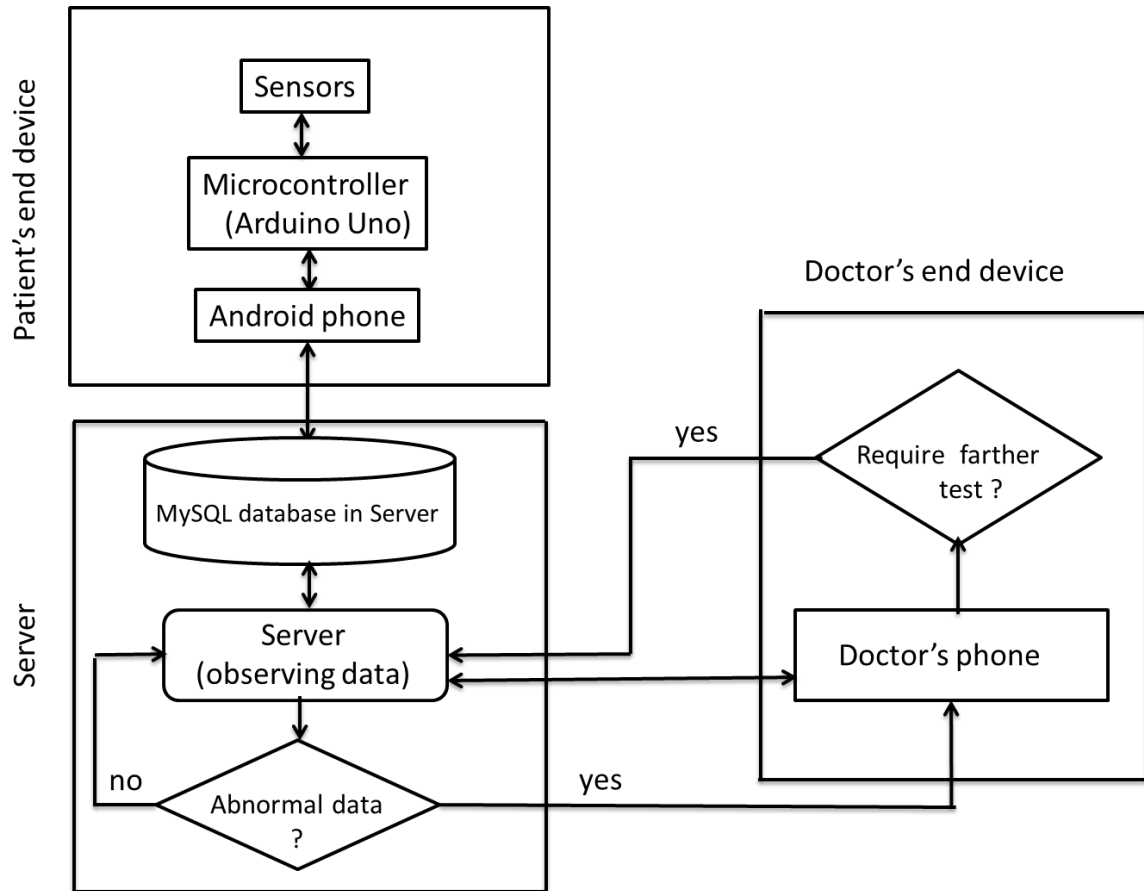 Patient's end device
Sensors
Microcontroller
(Arduino Uno)
Android phone
Server
MySQL database in Server
Server
(observing data)
no
Abnormal data
?
yes
Doctor's end device
yes
Require farther
test ?
Doctor's phone